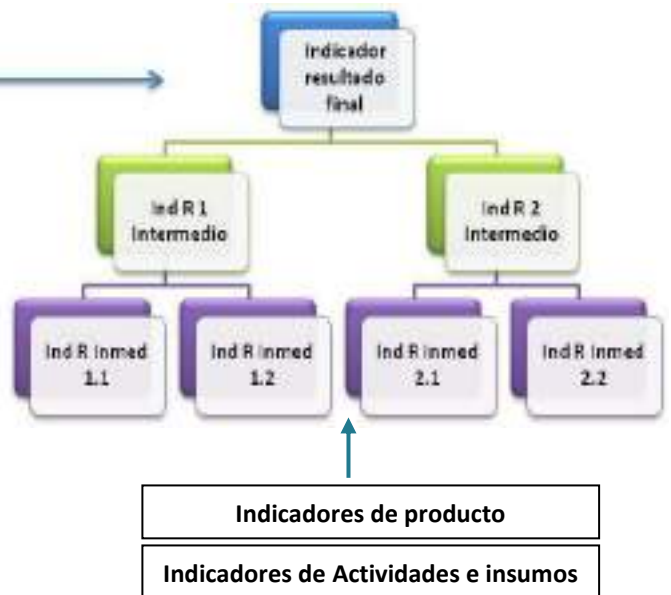 Indicador
resultado
final
Ind R 1
Intermedio
Ind R 2
Intermedio
Ind R Inmed
1.1
Ind R Inmed
1.2
Ind R Inmed
2.1
Ind R Inmed
2.2
Indicadores de producto
Indicadores de Actividades e insumos